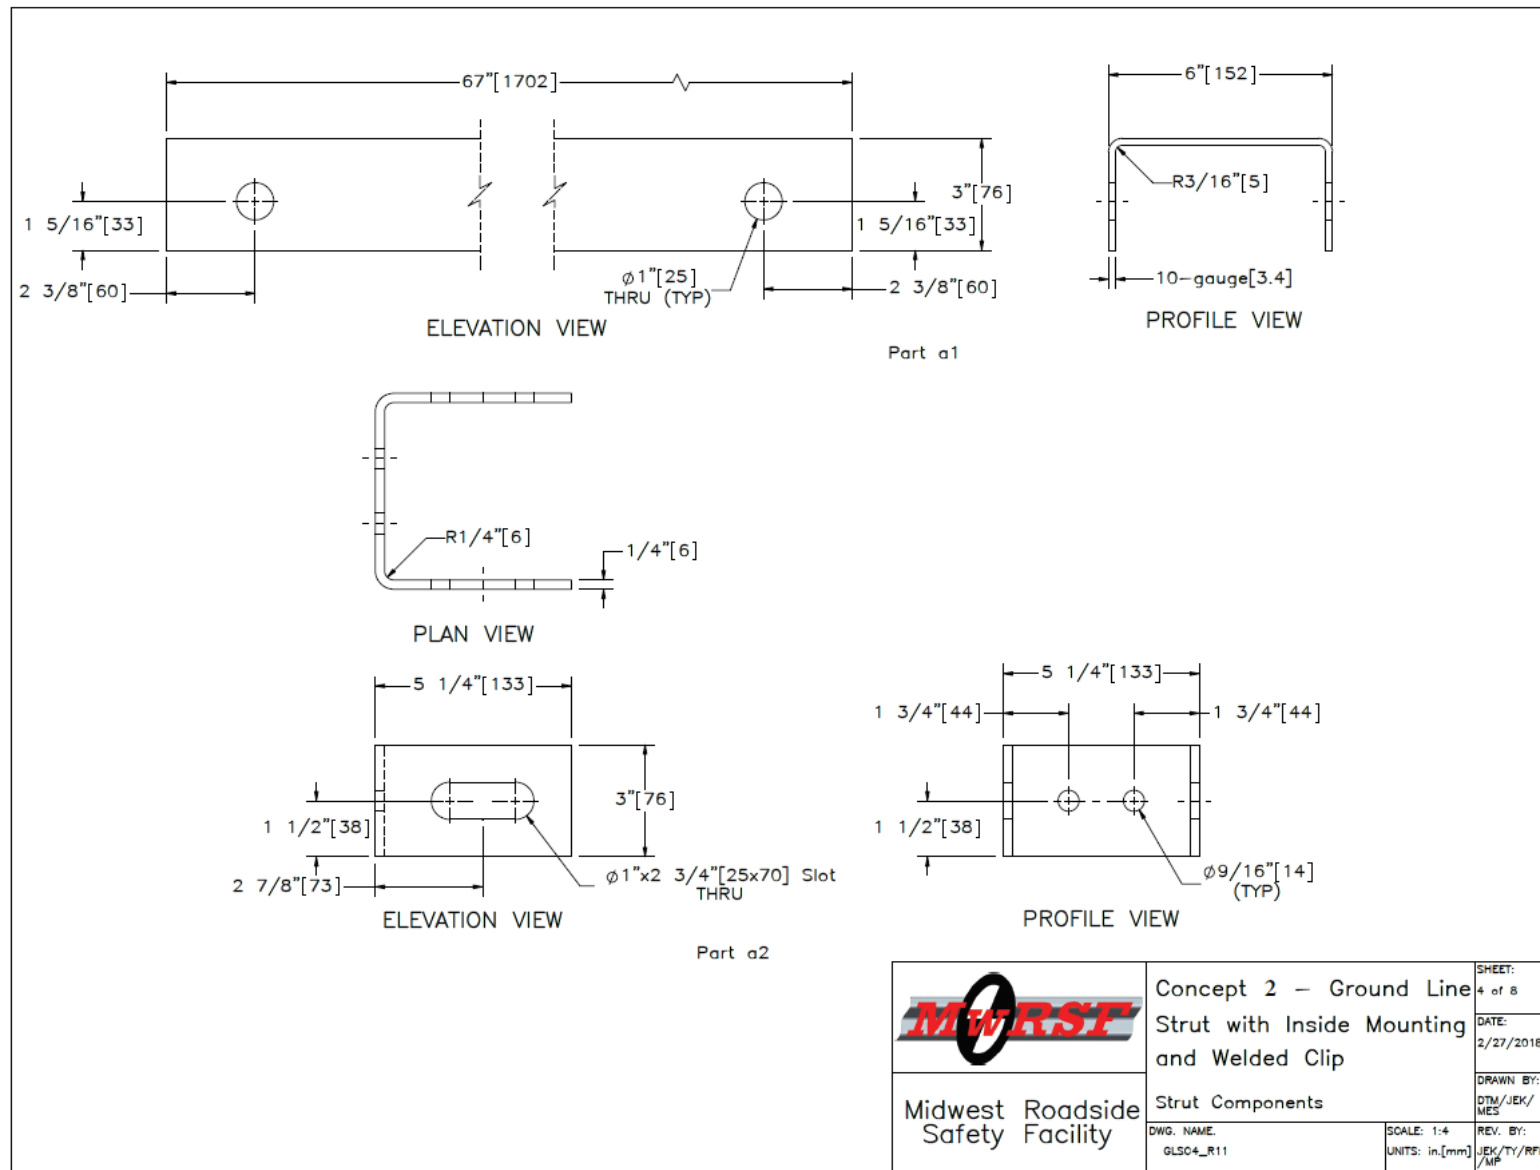 67"[1702]
6"[152]
R3/16"[5]
3"[76]
1 5/16"[33]
1 5/16"[33]
2 3/8"[60]
Ø1"[25]
THRU (TYP)
2 3/8"[60]
10-gauge[3.4]
ELEVATION VIEW
PROFILE VIEW
Part a1
R1/4"[6]
1/4"[6]
PLAN VIEW
5 1/4"[133]
5 1/4"[133]
1 3/4"[44]
1 3/4"[44]
3"[76]
1 1/2"[38]
1 1/2"[38]
2 7/8"[73]
Ø1"x2 3/4"[25x70] Slot
THRU
Ø9/16"[14]
(TYP)
ELEVATION VIEW
PROFILE VIEW
Part a2
MwRSF
Midwest Roadside
Safety Facility
Concept 2 – Ground Line
Strut with Inside Mounting
and Welded Clip
Strut Components
DWG. NAME.
GLSC4_R11
SCALE: 1:4
UNITS: in.[mm]
SHEET:
4 of 8
DATE:
2/27/2018
DRAWN BY:
DTM/JEK/
MES
REV. BY:
JEK/TY/RF
/MP